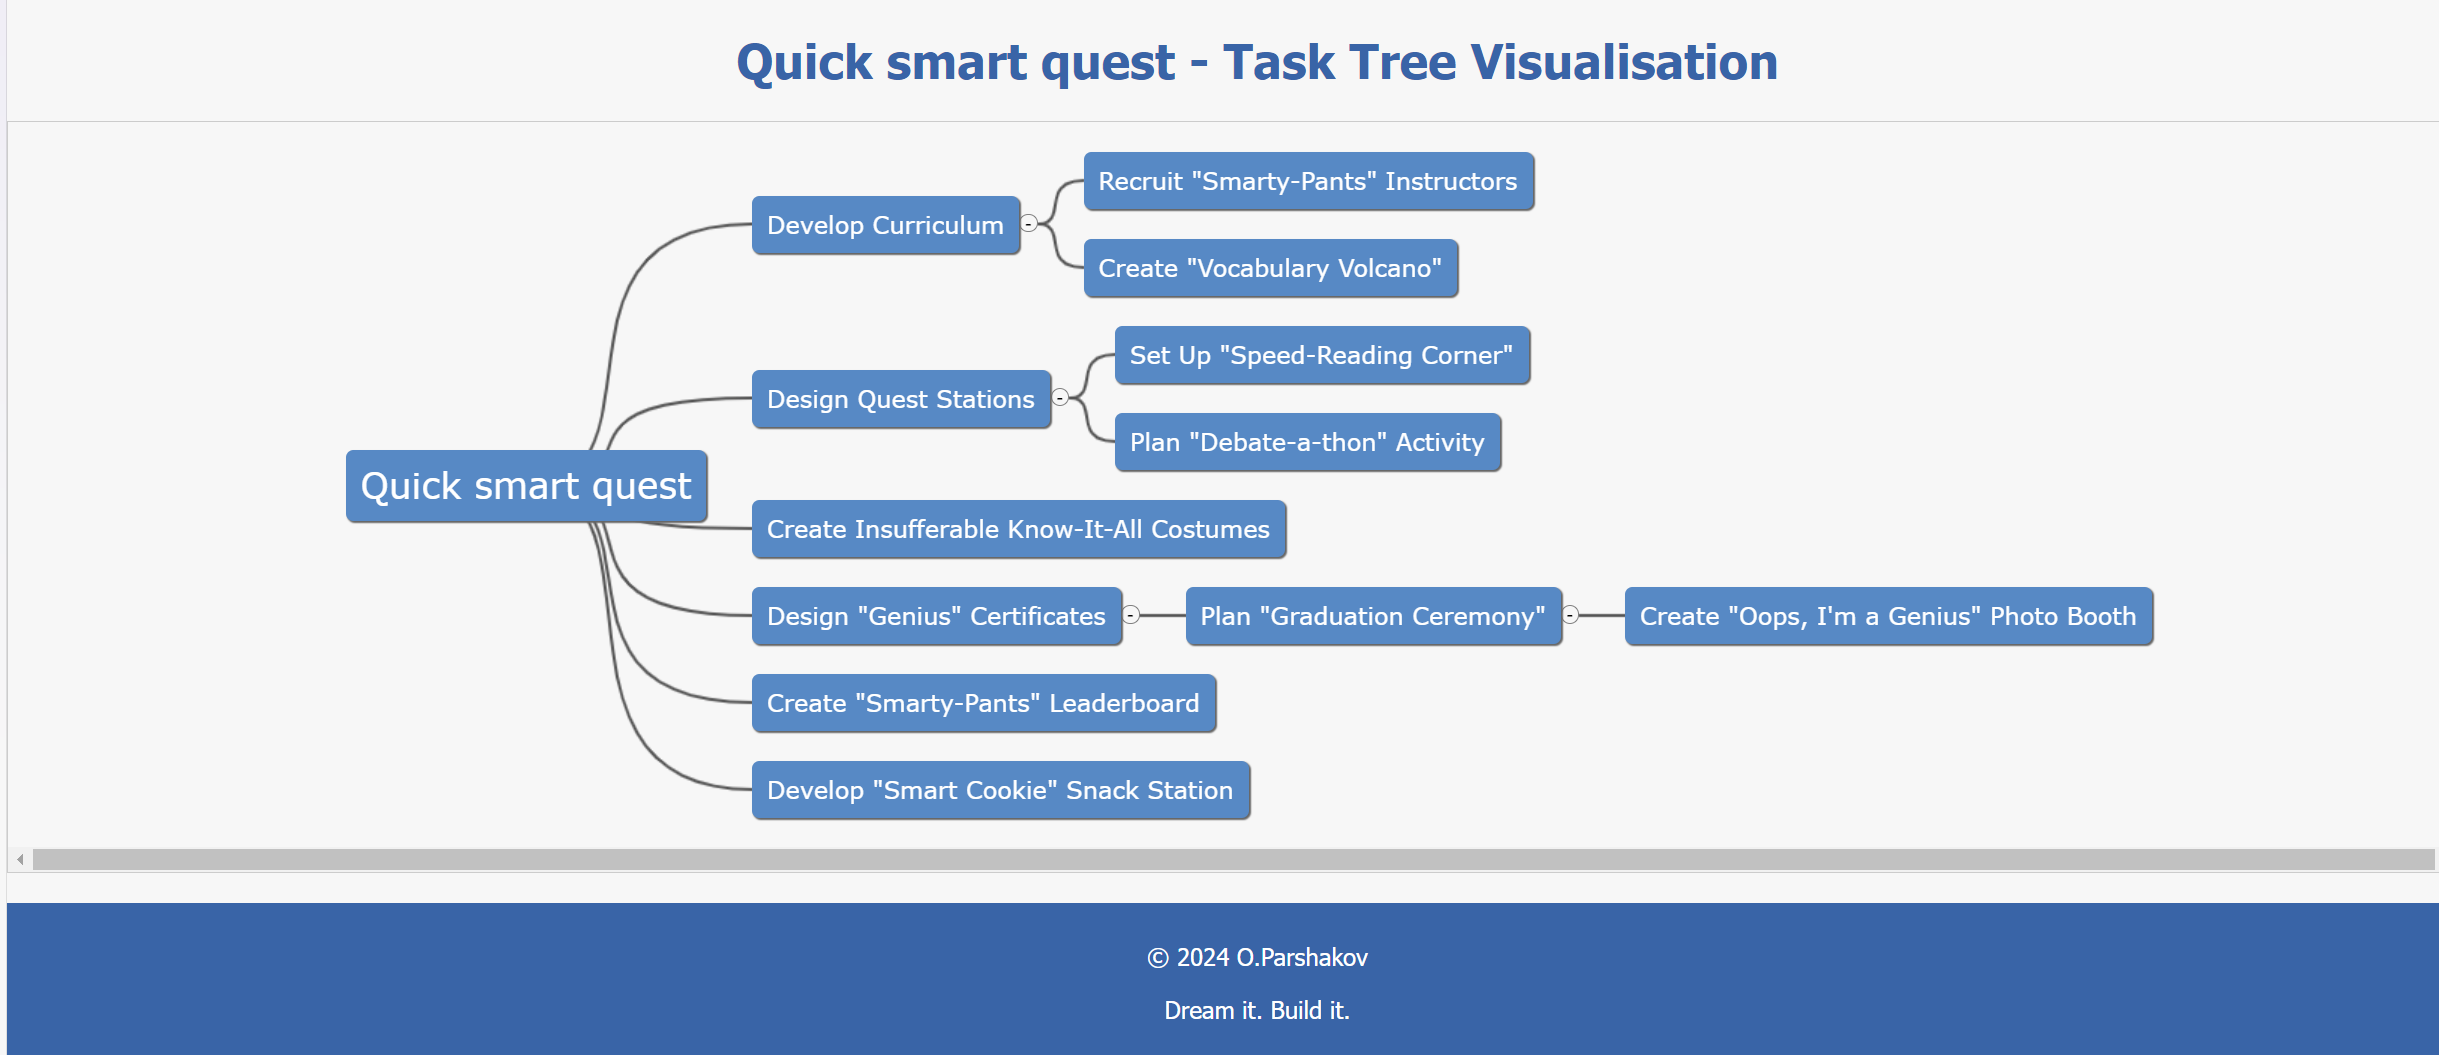 Quick smart quest - Task Tree Visualisation
Quick smart quest
Develop Curriculum
-
Recruit "Smarty-Pants" Instructors
Create "Vocabulary Volcano"
Design Quest Stations
-
Set Up "Speed-Reading Corner"
Plan "Debate-a-thon" Activity
Create Insufferable Know-It-All Costumes
Design "Genius" Certificates
-
Plan "Graduation Ceremony"
-
Create "Oops, I'm a Genius" Photo Booth
Create "Smarty-Pants" Leaderboard
Develop "Smart Cookie" Snack Station
© 2024 O.Parshakov
Dream it. Build it.